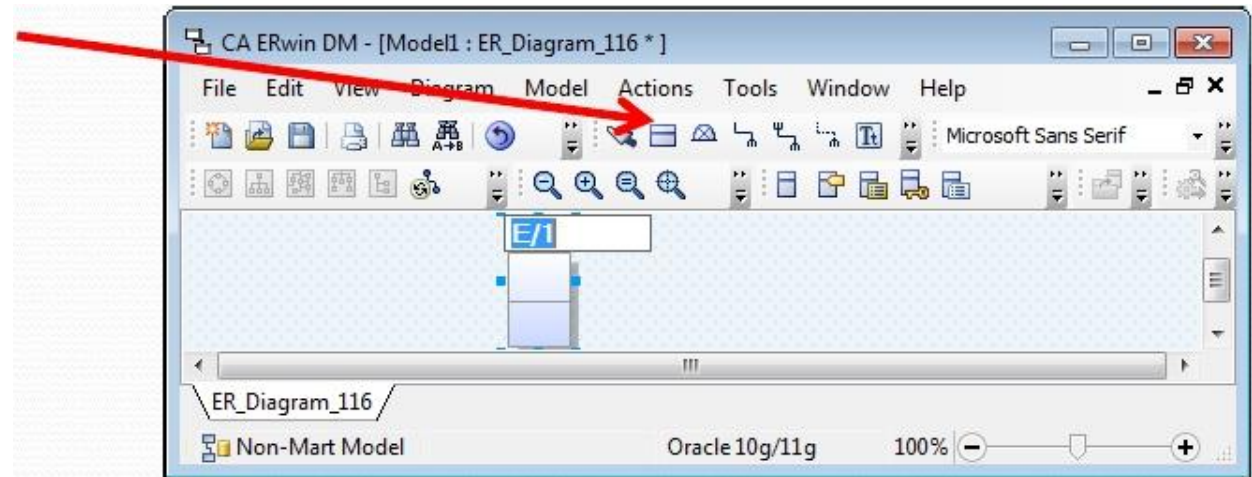 CA ERwin DM - [Model1 : ER_Diagram_116 * ]
File Edit View Diagram Model Actions Tools Window Help
A→B Tt Microsoft Sans Serif
E/1
ER_Diagram_116
Non-Mart Model Oracle 10g/11g 100%